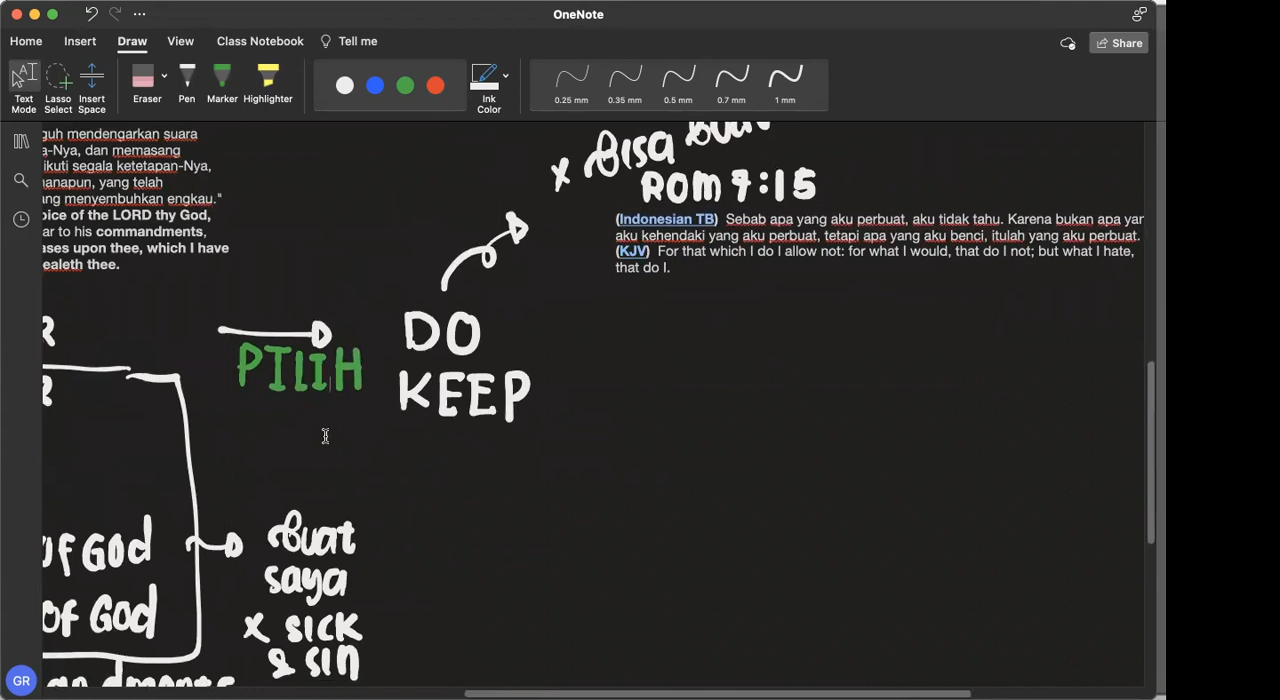 OneNote
Home Insert Draw View Class Notebook Tell me
Share
Text Mode
Lasso Select
Insert Space
Eraser
Pen
Marker
Highlighter
Ink Color
0.25 mm
0.35 mm
0.5 mm
0.7 mm
1 mm
guh mendengarkan suara
a-Nya, dan memasang
ikuti segala ketetapan-Nya,
manapun, yang telah
ang menyembuhkan engkau."
oice of the LORD thy God,
ar to his commandments,
ases upon thee, which I have
ealeth thee.
x Bisa
ROM 7:15
(Indonesian TB) Sebab apa yang aku perbuat, aku tidak tahu. Karena bukan apa yan
aku kehendaki yang aku perbuat, tetapi apa yang aku benci, itulah yang aku perbuat.
(KJV) For that which I do I allow not: for what I would, that do I not; but what I hate,
that do I.
R
R
PILIH
DO
KEEP
of God
of God
Buat
saya
x sick
& sin
GR